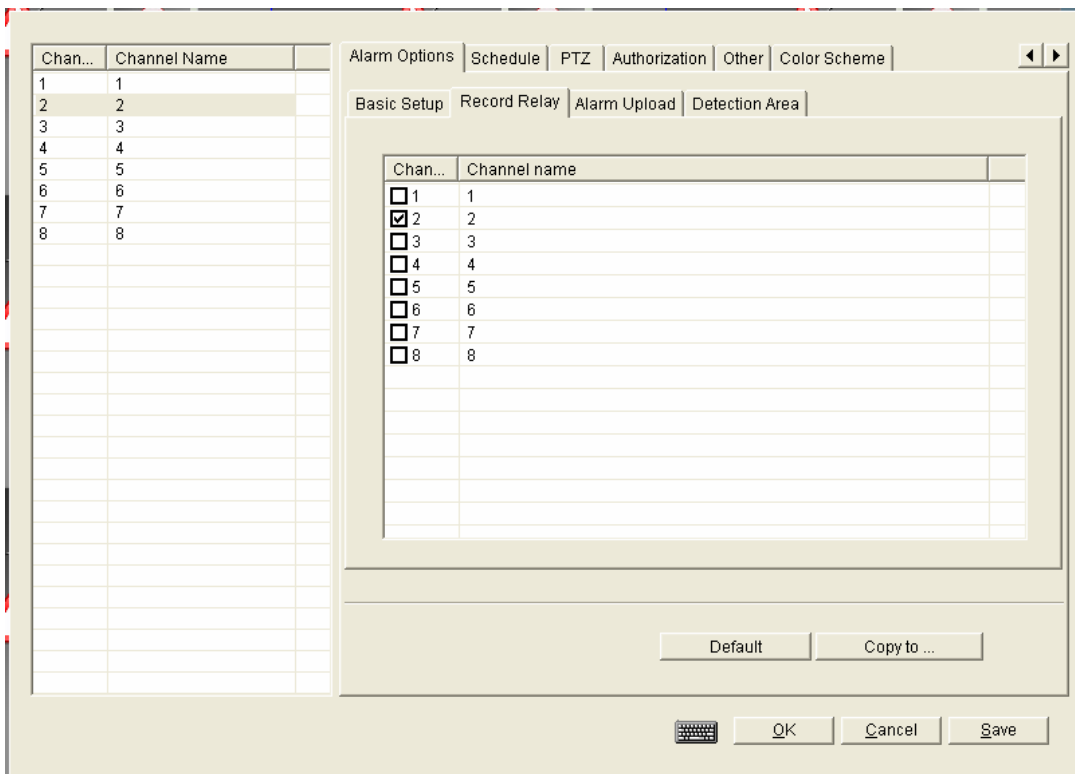 Chan... Channel Name
1 1
2 2
3 3
4 4
5 5
6 6
7 7
8 8
Alarm Options Schedule PTZ Authorization Other Color Scheme
Basic Setup Record Relay Alarm Upload Detection Area
Chan... Channel name
1 1
2 2
3 3
4 4
5 5
6 6
7 7
8 8
Default Copy to ...
OK Cancel Save